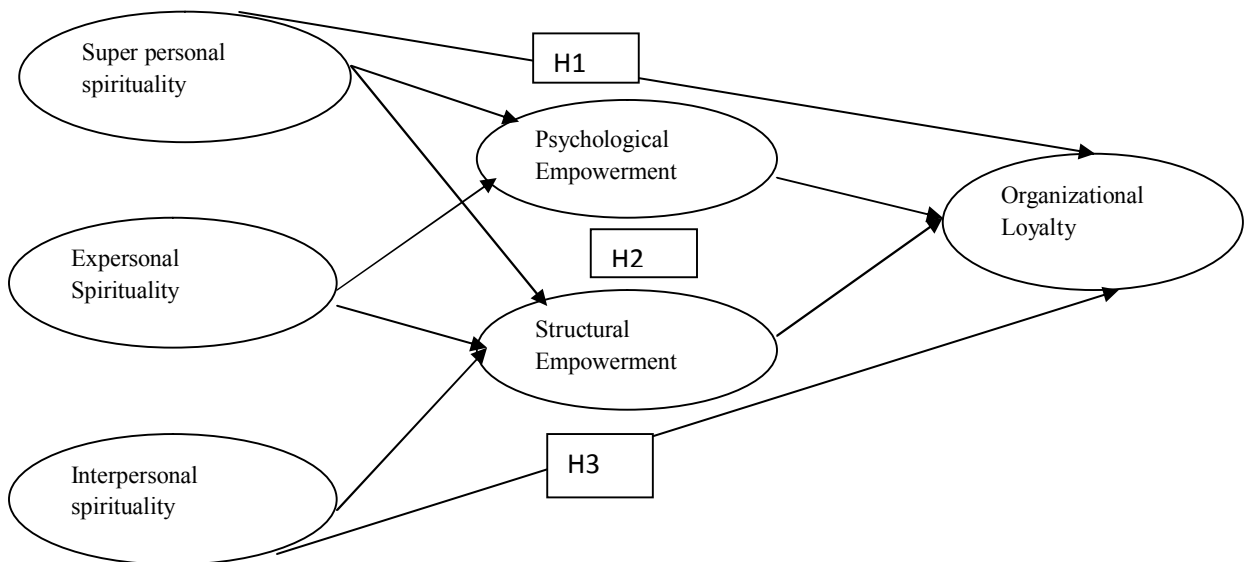 Super personal
spirituality
H1
Psychological
Empowerment
Organizational
Loyalty
Expersonal
Spirituality
H2
Structural
Empowerment
Interpersonal
spirituality
H3